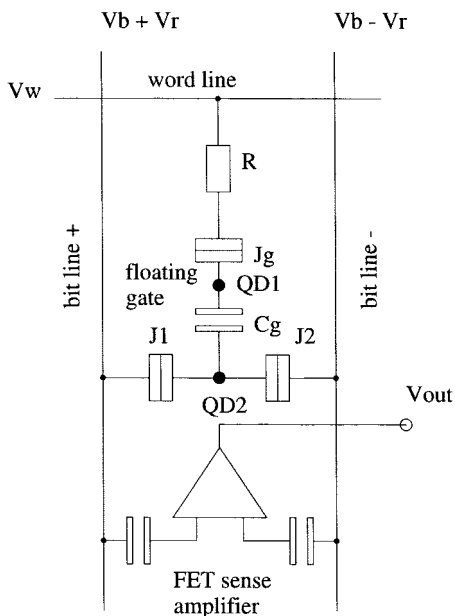 Vb + Vr
Vb - Vr
word line
Vw
R
bit line +
bit line -
Jg
floating
gate
QD1
Cg
J1
J2
QD2
Vout
FET sense
amplifier